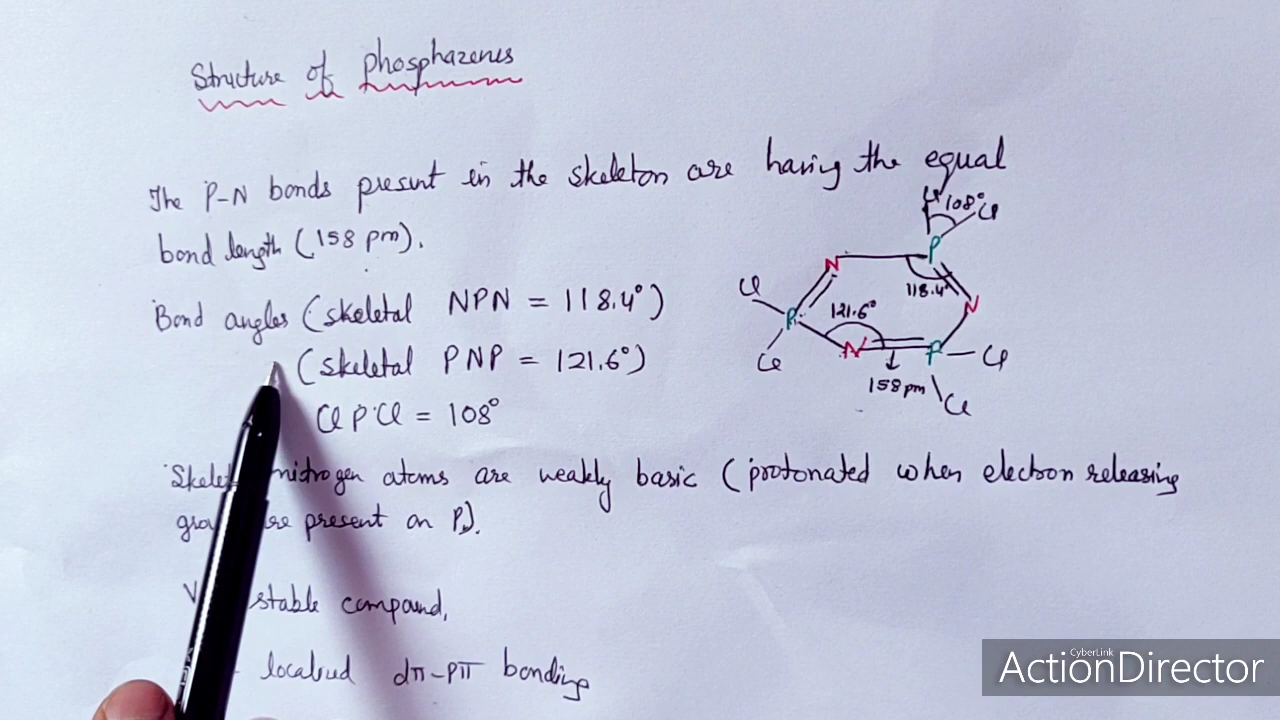 Structure of phosphazenes
The P-N bonds present in the skeleton are having the equal
bond length (158 pm).
Bond angles (skeletal NPN = 118.4°)
(skeletal PNP = 121.6°)
Cl P Cl = 108°
nitrogen atoms are weakly basic (protonated when electron releasing
present on P).
stable compound,
localised dπ-pπ bonding
Cl
108°
Cl
P
N
118.4°
Cl
121.6°
N
P
N
P
Cl
Cl
158 pm
Cl
CyberLink
ActionDirector